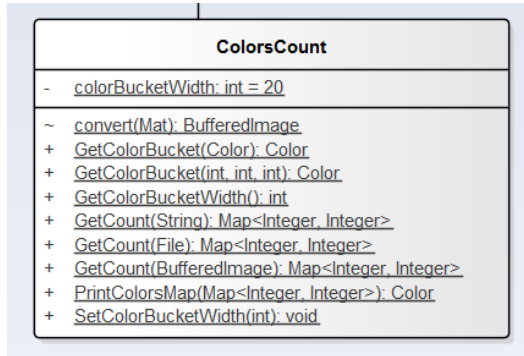 ColorsCount
- colorBucketWidth: int = 20
~ convert(Mat): BufferedImage
+ GetColorBucket(Color): Color
+ GetColorBucket(int, int, int): Color
+ GetColorBucketWidth(): int
+ GetCount(String): Map<Integer, Integer>
+ GetCount(File): Map<Integer, Integer>
+ GetCount(BufferedImage): Map<Integer, Integer>
+ PrintColorsMap(Map<Integer, Integer>): Color
+ SetColorBucketWidth(int): void